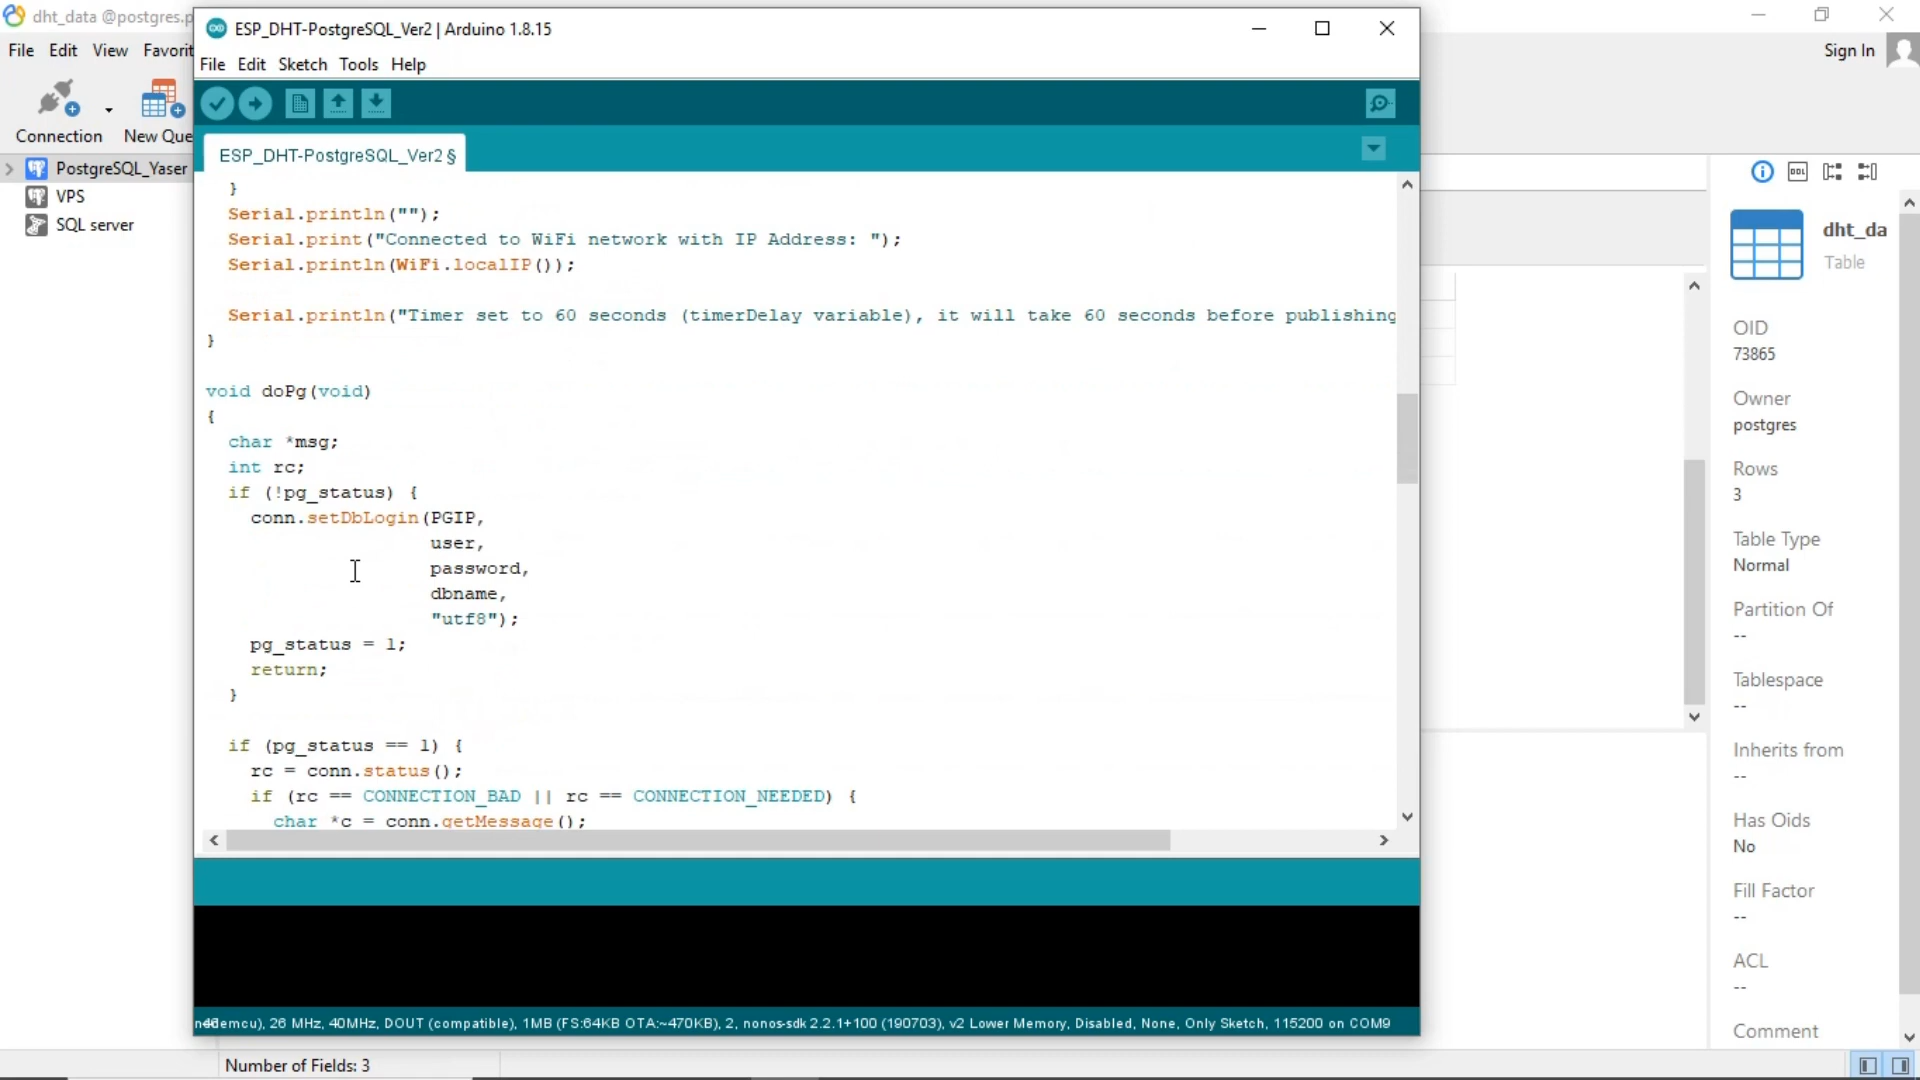 dht_data @postgres.p
File Edit View Favorit
Sign In
Connection
New Que
PostgreSQL_Yaser
VPS
SQL server
ESP_DHT-PostgreSQL_Ver2 | Arduino 1.8.15
File Edit Sketch Tools Help
ESP_DHT-PostgreSQL_Ver2 §
}
Serial.println("");
Serial.print("Connected to WiFi network with IP Address: ");
Serial.println(WiFi.localIP());
Serial.println("Timer set to 60 seconds (timerDelay variable), it will take 60 seconds before publishing
}
void doPg(void)
{
char *msg;
int rc;
if (!pg_status) {
conn.setDbLogin(PGIP,
user,
password,
dbname,
"utf8");
pg_status = 1;
return;
}
if (pg_status == 1) {
rc = conn.status();
if (rc == CONNECTION_BAD || rc == CONNECTION_NEEDED) {
char *c = conn.getMessage();
emcu), 26 MHz, 40MHz, DOUT (compatible), 1MB (FS:64KB OTA:~470KB), 2, nonos-sdk 2.2.1+100 (190703), v2 Lower Memory, Disabled, None, Only Sketch, 115200 on COM9
Number of Fields: 3
DDL
dht_da
Table
OID
73865
Owner
postgres
Rows
3
Table Type
Normal
Partition Of
--
Tablespace
--
Inherits from
--
Has Oids
No
Fill Factor
--
ACL
--
Comment